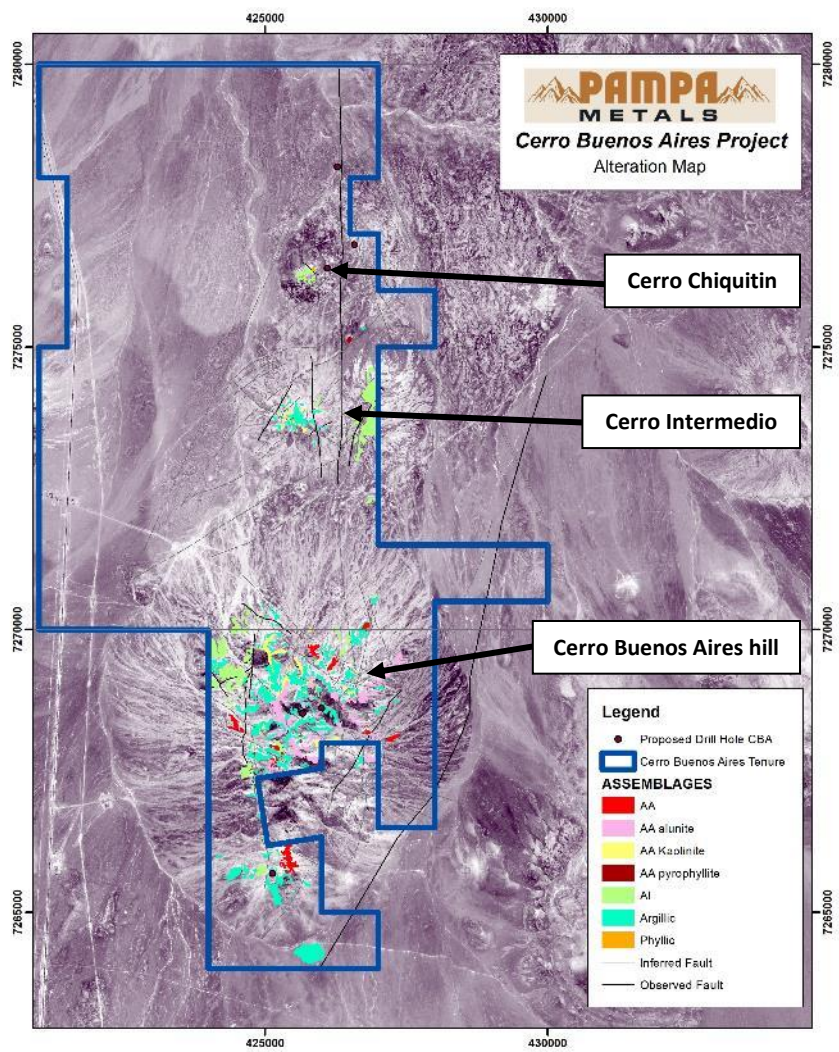 425000
430000
7280000
7280000
PAMPA
METALS
Cerro Buenos Aires Project
Alteration Map
Cerro Chiquitin
7275000
7275000
Cerro Intermedio
7270000
7270000
Cerro Buenos Aires hill
Legend
Proposed Drill Hole CBA
Cerro Buenos Aires Tenure
ASSEMBLAGES
AA
AA alunite
AA Kaolinite
AA pyrophyllite
Al
Argillic
Phyllic
Inferred Fault
Observed Fault
7265000
7265000
425000
430000